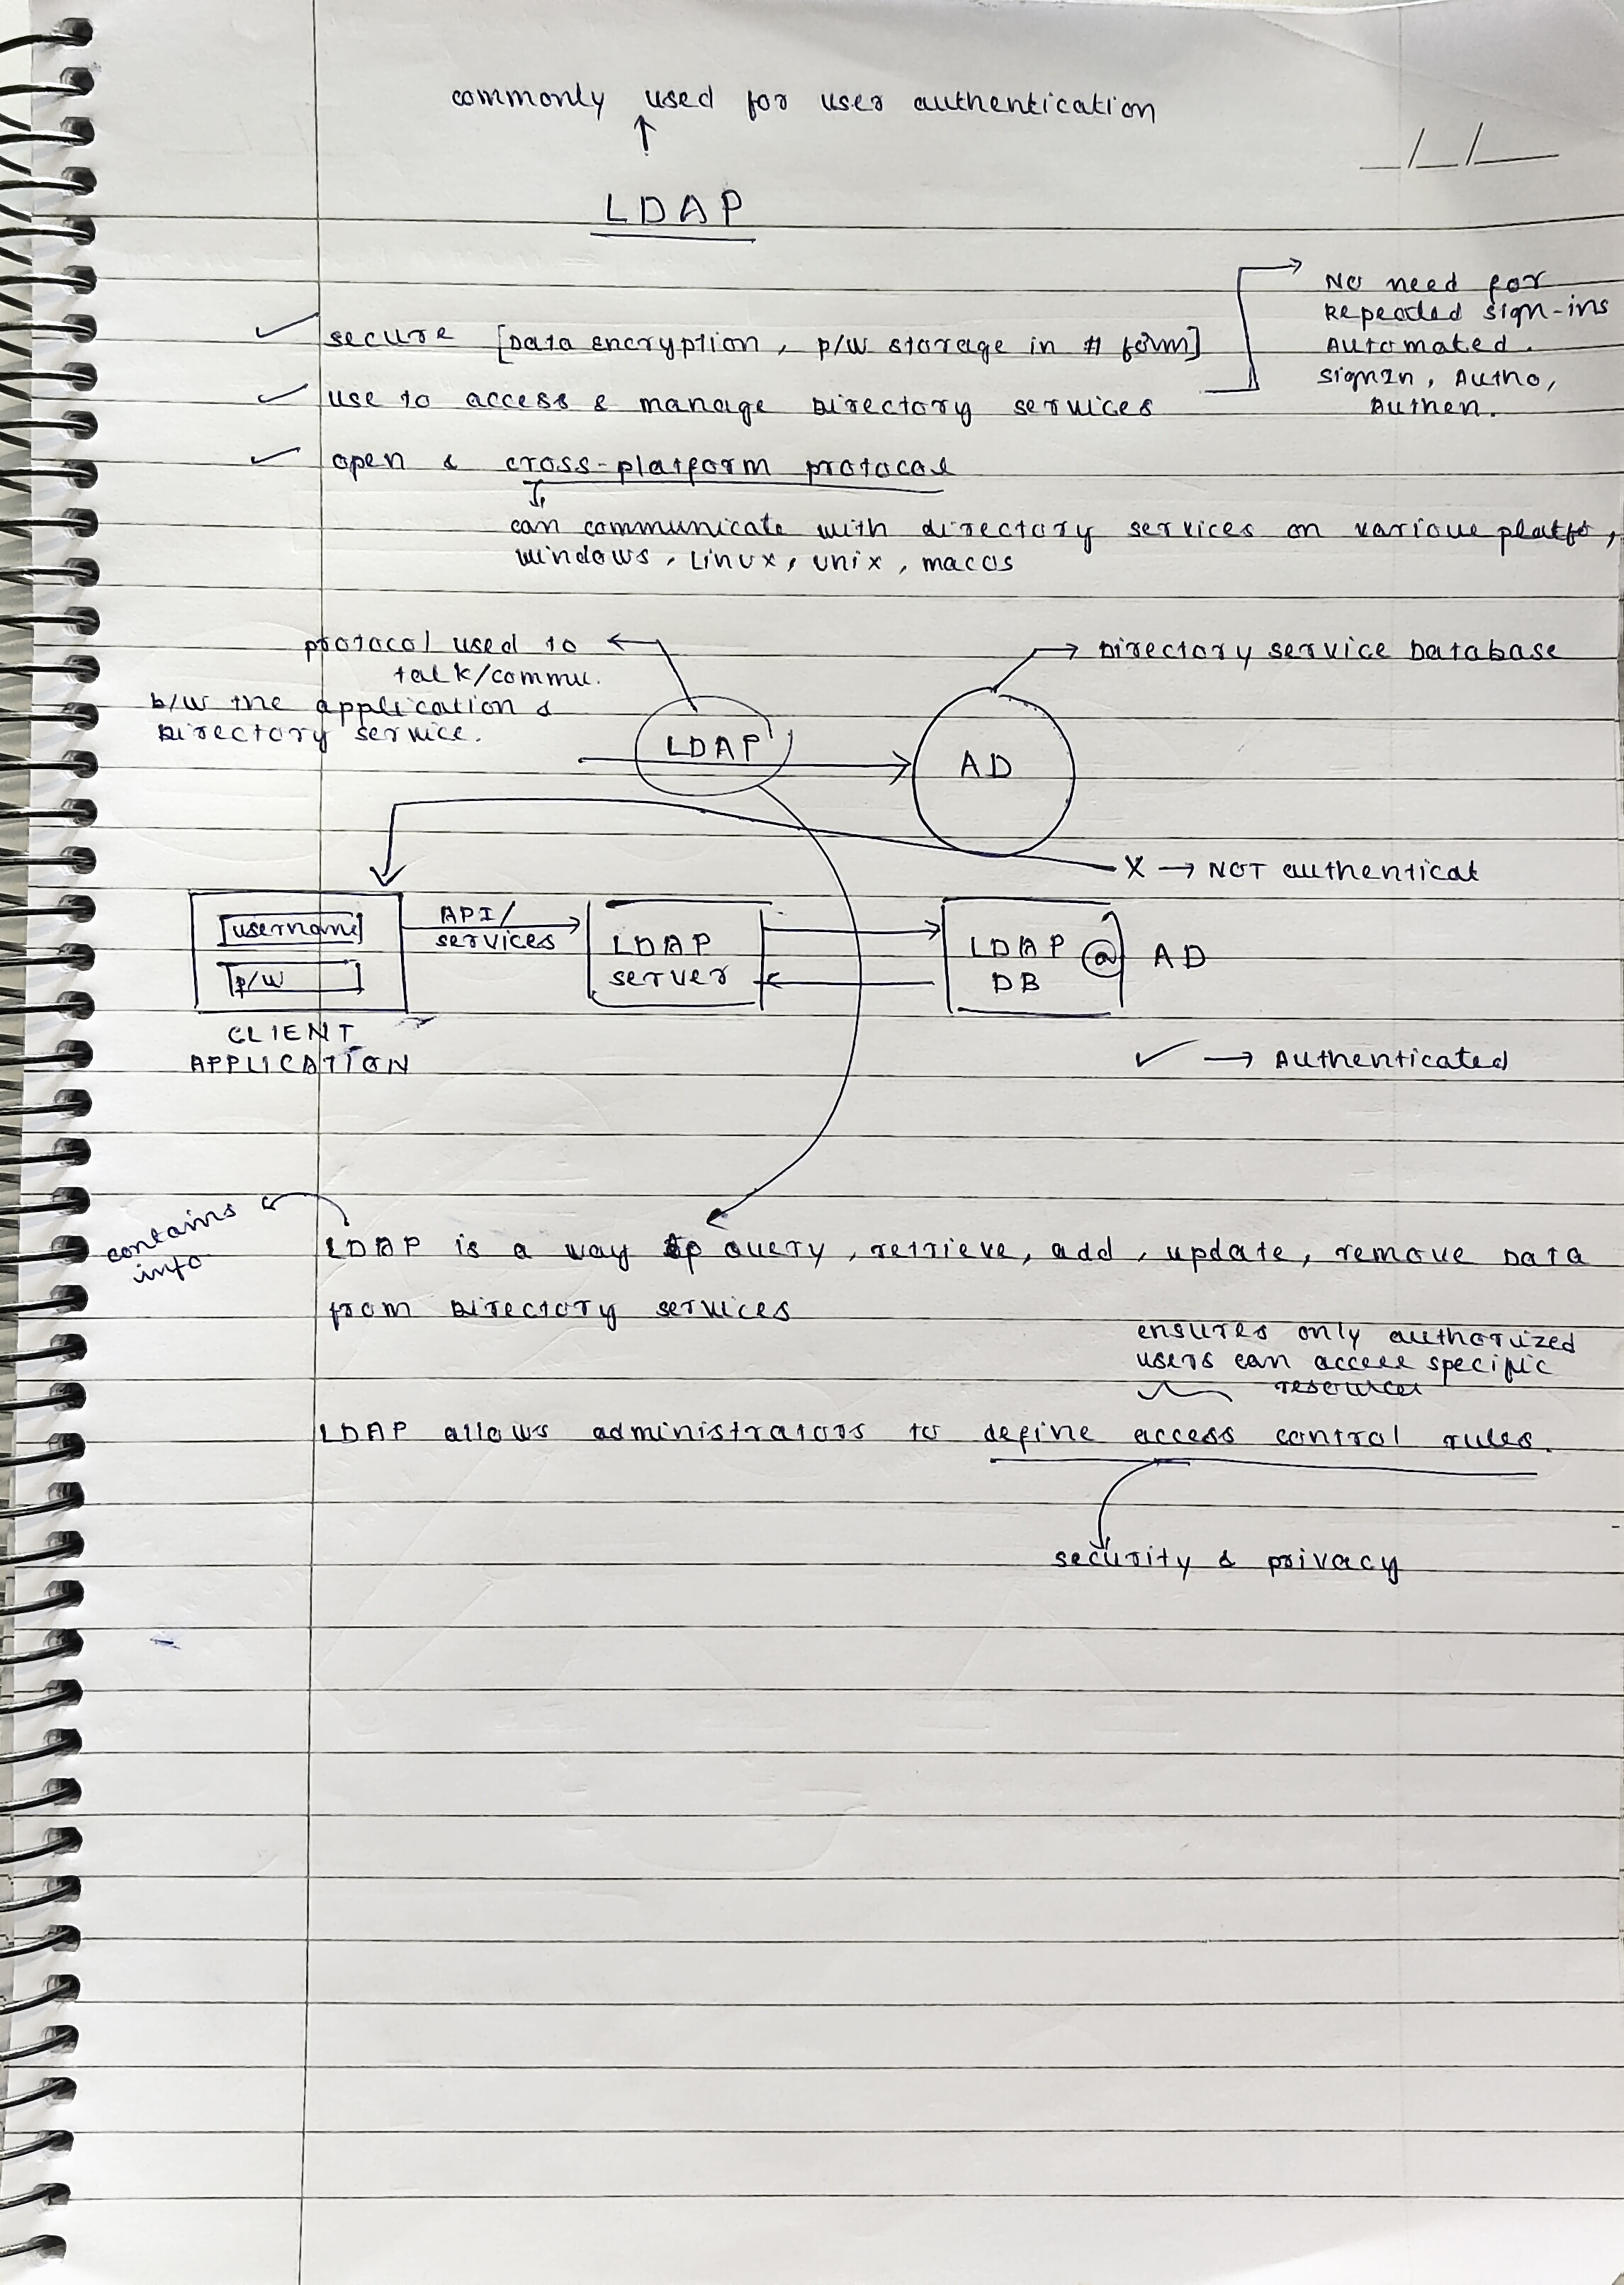 commonly used for user authentication
_/_/__
LDAP
No need for
Repeated sign-ins
Automated.
SignIn, Autho,
Authen.
secure [Data encryption, p/w storage in # form]
use to access & manage Directory services
open & cross-platform protocal
can communicate with directory services on various platfo,
windows, Linux, Unix, macOS
protocol used to
talk/commu.
b/w the application &
Directory service.
Directory service Database
LDAP
AD
X → NOT authenticat
username
p/w
CLIENT
APPLICATION
API/
services
LDAP
server
LDAP @ AD
DB
✓ → Authenticated
contains
info
LDAP is a way to query, retrieve, add, update, remove Data
from Directory services
ensures only authorized
users can access specific
resources
LDAP allows administrators to define access control rules.
security & privacy